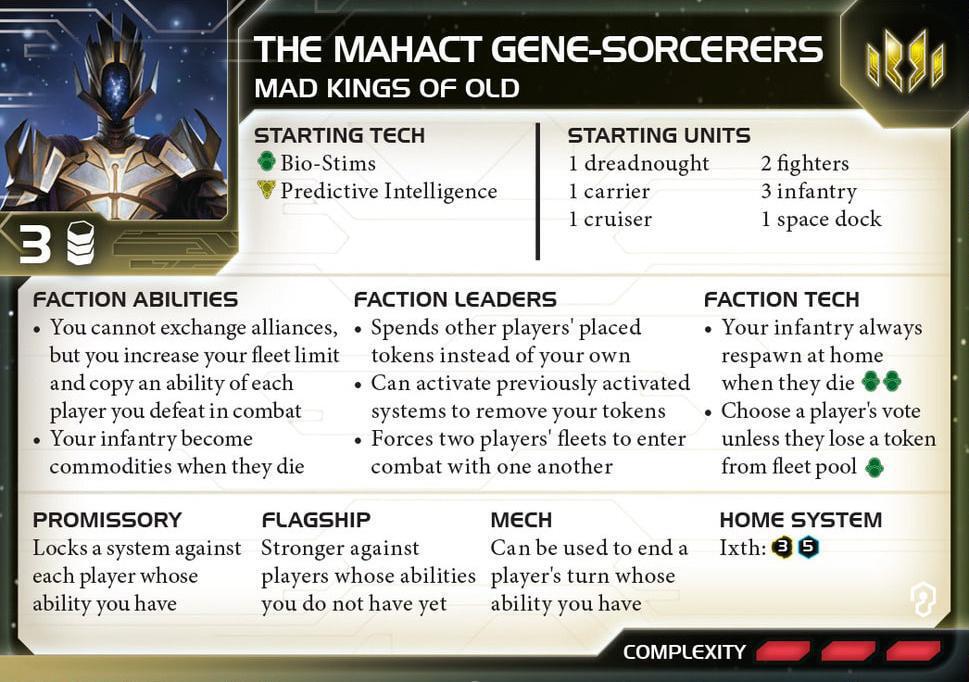 THE MAHACT GENE-SORCERERS
MAD KINGS OF OLD
3
STARTING TECH
Bio-Stims
Predictive Intelligence
STARTING UNITS
1 dreadnought
1 carrier
1 cruiser
2 fighters
3 infantry
1 space dock
FACTION ABILITIES
• You cannot exchange alliances,
but you increase your fleet limit
and copy an ability of each
player you defeat in combat
• Your infantry become
commodities when they die
FACTION LEADERS
• Spends other players' placed
tokens instead of your own
• Can activate previously activated
systems to remove your tokens
• Forces two players' fleets to enter
combat with one another
FACTION TECH
• Your infantry always
respawn at home
when they die
• Choose a player's vote
unless they lose a token
from fleet pool
PROMISSORY
Locks a system against
each player whose
ability you have
FLAGSHIP
Stronger against
players whose abilities
you do not have yet
MECH
Can be used to end a
player's turn whose
ability you have
HOME SYSTEM
Ixth: 3 5
COMPLEXITY